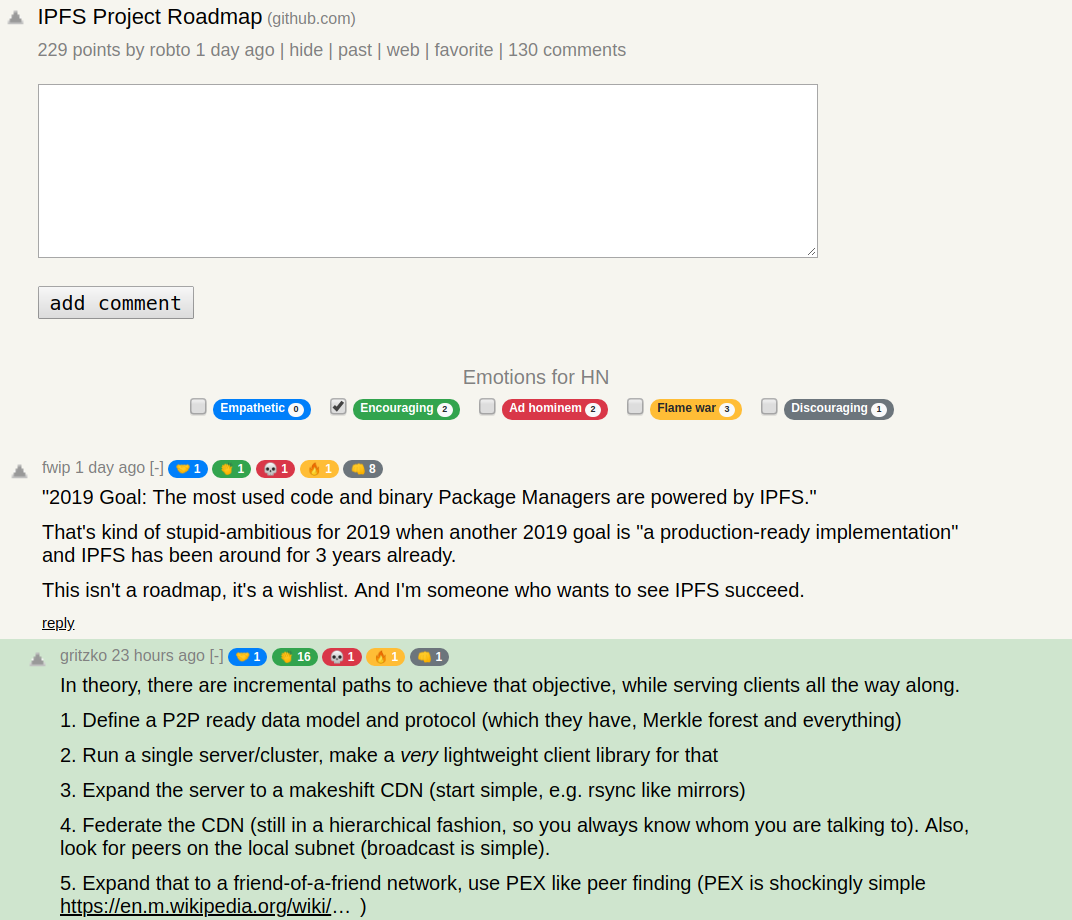 IPFS Project Roadmap (github.com)
229 points by robto 1 day ago | hide | past | web | favorite | 130 comments
add comment
Emotions for HN
Empathetic 0 Encouraging 2 Ad hominem 2 Flame war 3 Discouraging 1
fwip 1 day ago [-] 🤝 1 👏 1 💀 1 🔥 1 👊 8
"2019 Goal: The most used code and binary Package Managers are powered by IPFS."
That's kind of stupid-ambitious for 2019 when another 2019 goal is "a production-ready implementation"
and IPFS has been around for 3 years already.
This isn't a roadmap, it's a wishlist. And I'm someone who wants to see IPFS succeed.
reply
gritzko 23 hours ago [-] 🤝 1 👏 16 💀 1 🔥 1 👊 1
In theory, there are incremental paths to achieve that objective, while serving clients all the way along.
1. Define a P2P ready data model and protocol (which they have, Merkle forest and everything)
2. Run a single server/cluster, make a very lightweight client library for that
3. Expand the server to a makeshift CDN (start simple, e.g. rsync like mirrors)
4. Federate the CDN (still in a hierarchical fashion, so you always know whom you are talking to). Also,
look for peers on the local subnet (broadcast is simple).
5. Expand that to a friend-of-a-friend network, use PEX like peer finding (PEX is shockingly simple
https://en.m.wikipedia.org/wiki/… )